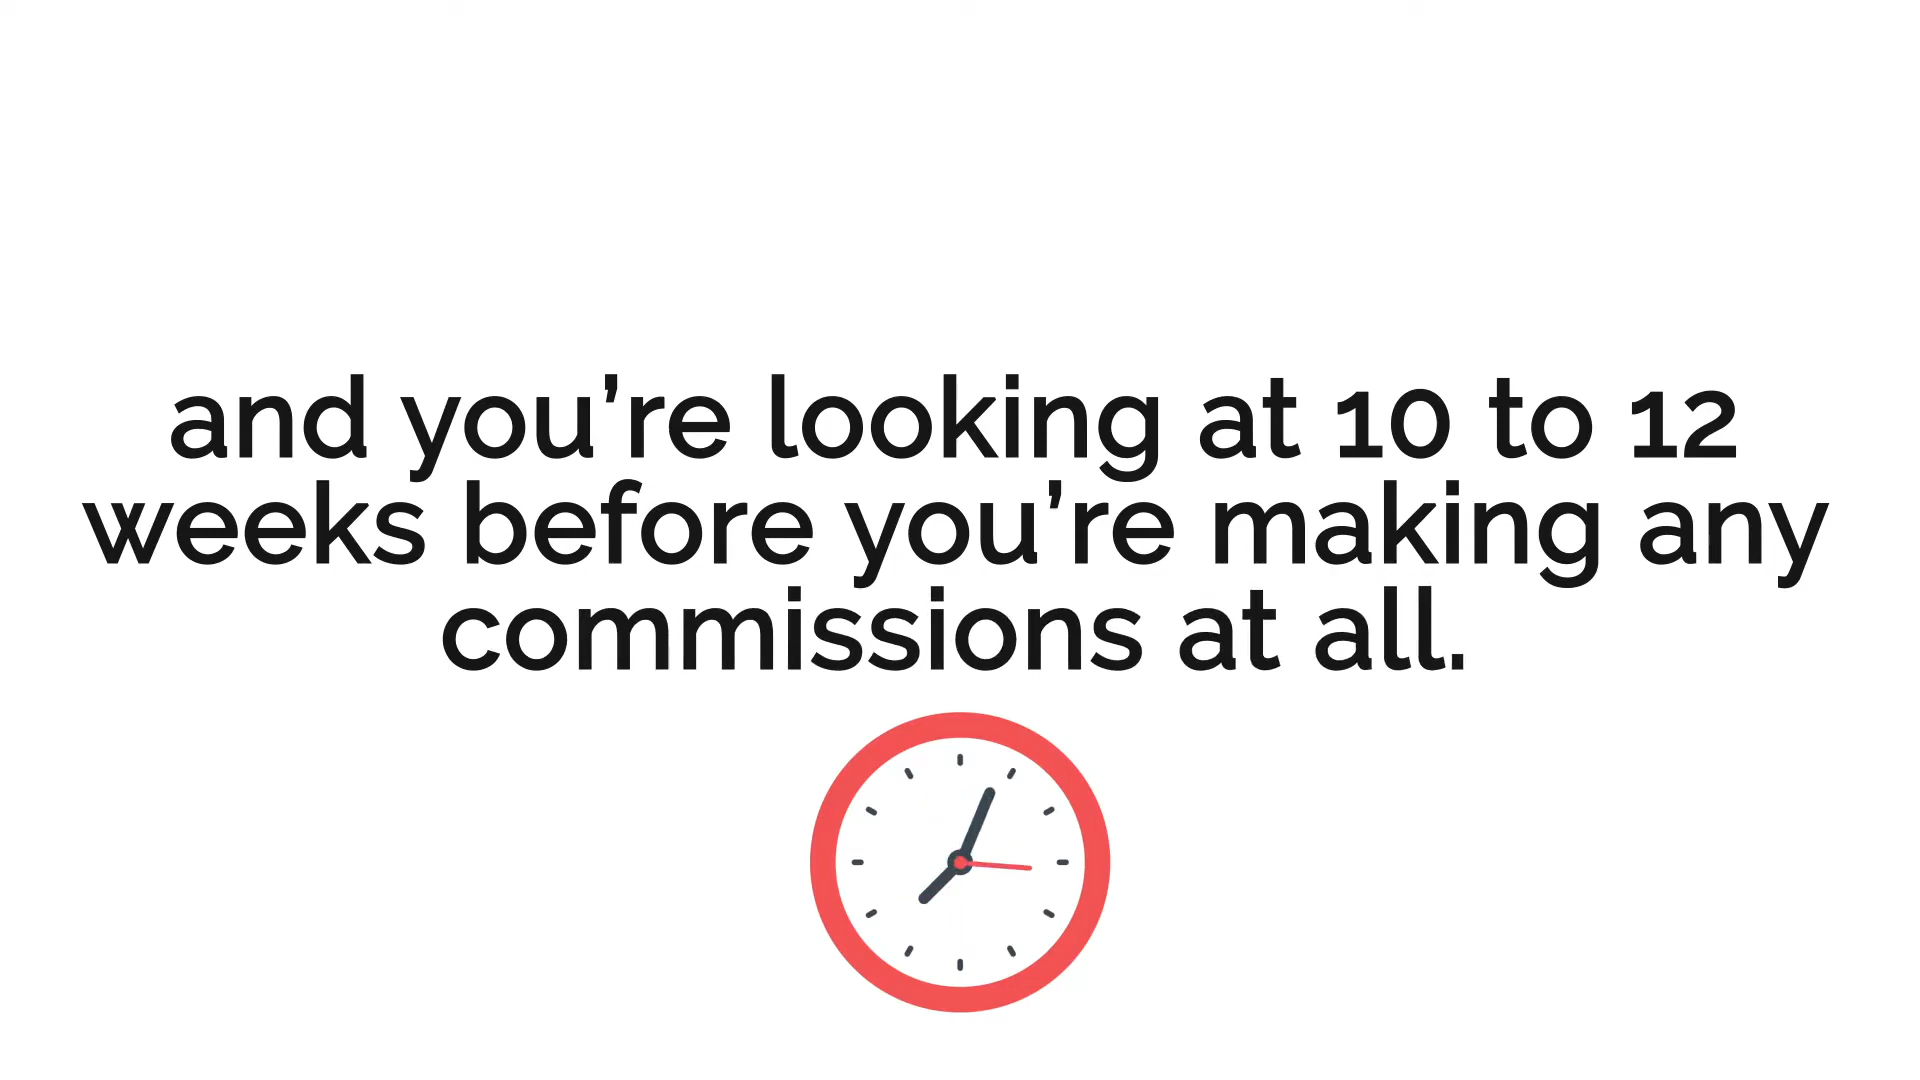 and you’re looking at 10 to 12
weeks before you’re making any
commissions at all.